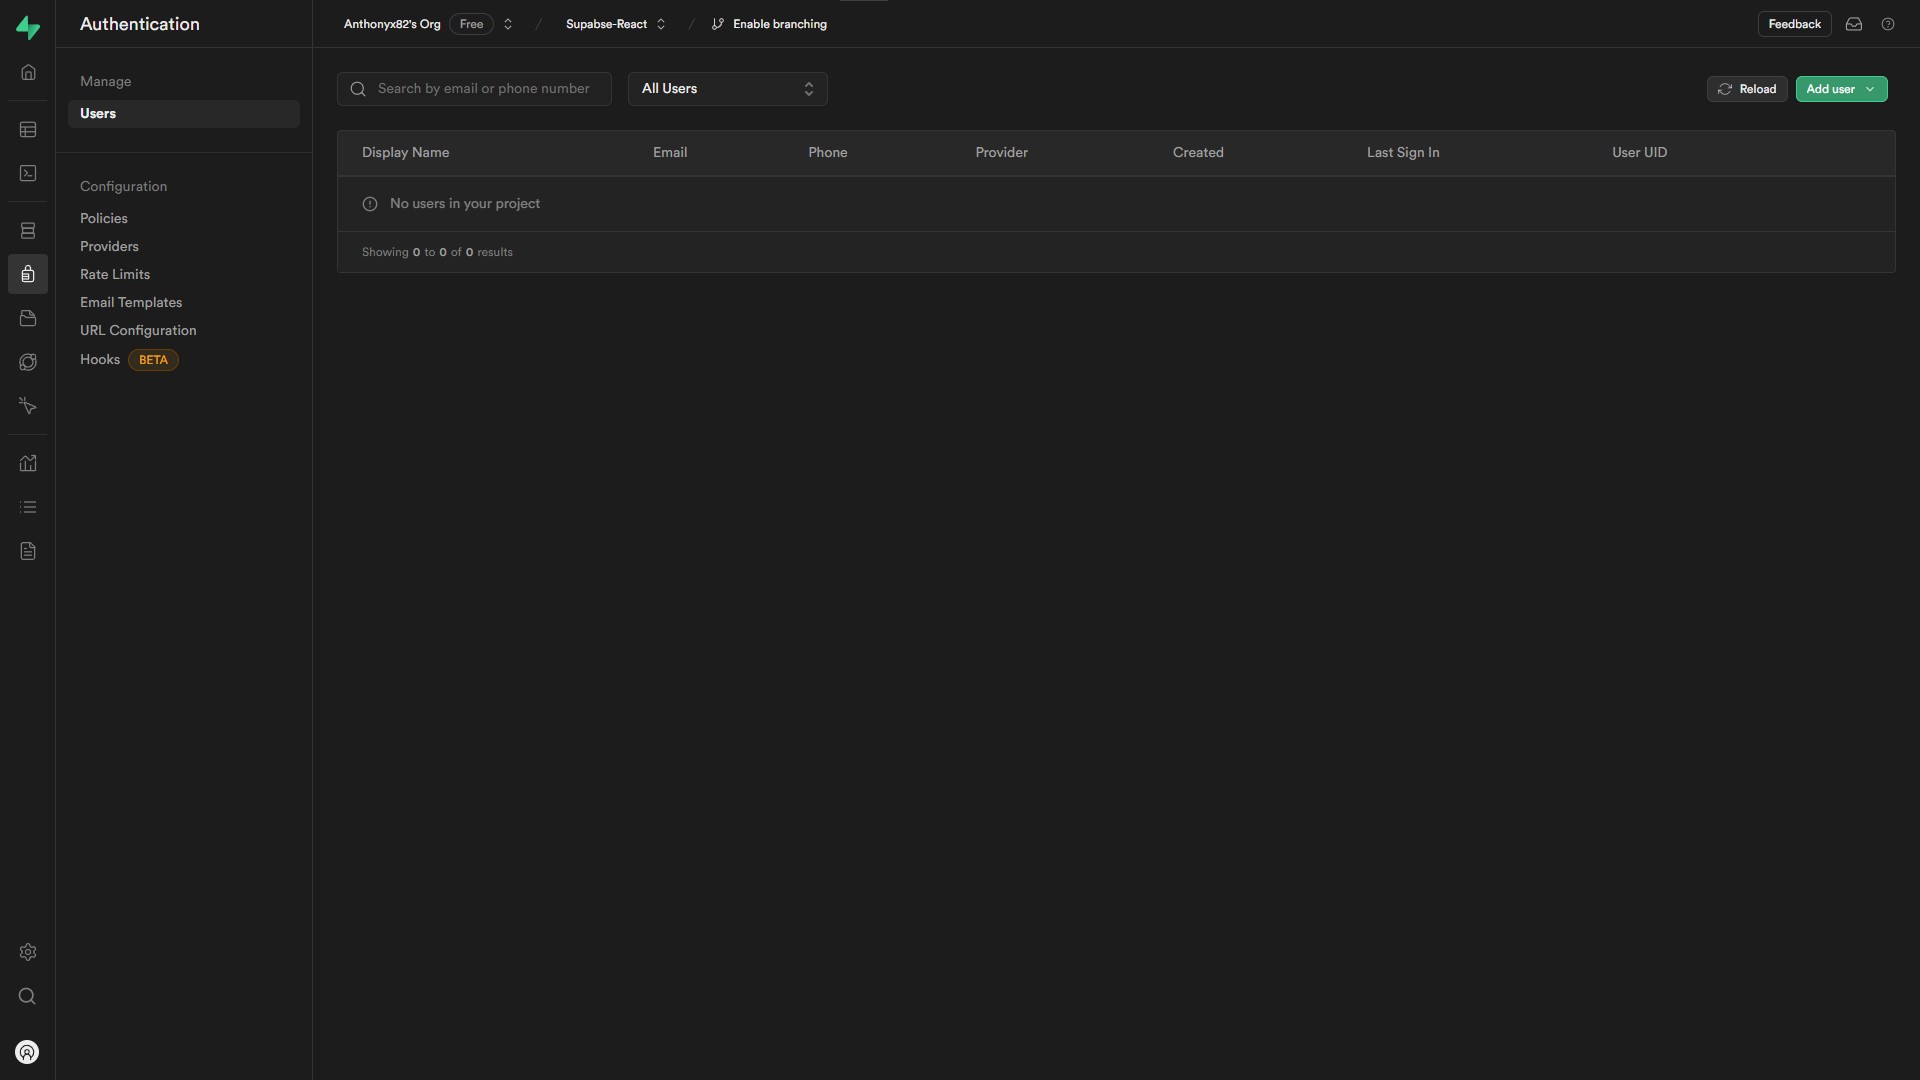 Authentication
Anthonyx82's Org Free / Supabse-React / Enable branching
Feedback
Manage
Users
Configuration
Policies
Providers
Rate Limits
Email Templates
URL Configuration
Hooks BETA
Search by email or phone number
All Users
Reload
Add user
Display Name Email Phone Provider Created Last Sign In User UID
No users in your project
Showing 0 to 0 of 0 results